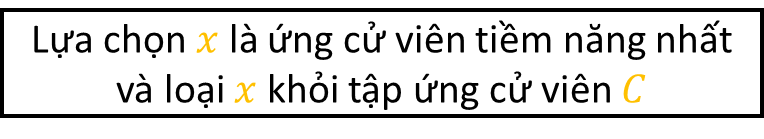 Lựa chọn x là ứng cử viên tiềm năng nhất
và loại x khỏi tập ứng cử viên C